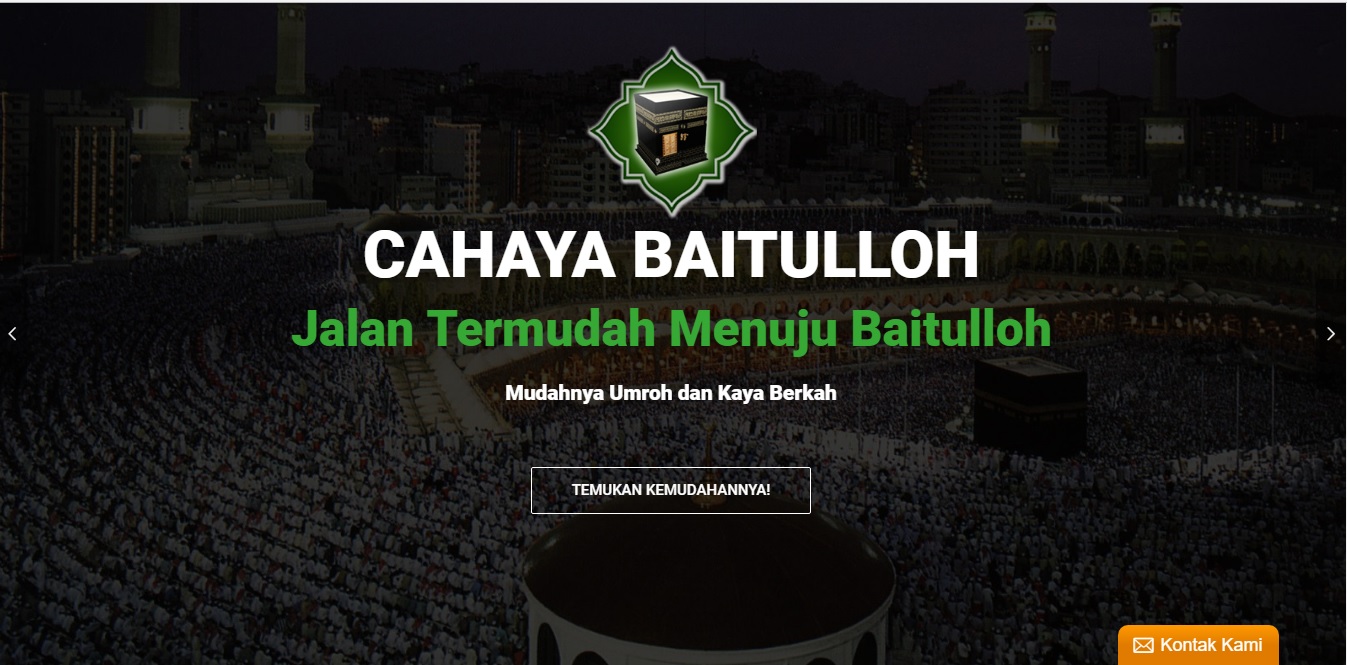 CAHAYA BAITULLOH
Jalan Termudah Menuju Baitulloh
Mudahnya Umroh dan Kaya Berkah
TEMUKAN KEMUDAHANNYA!
Kontak Kami